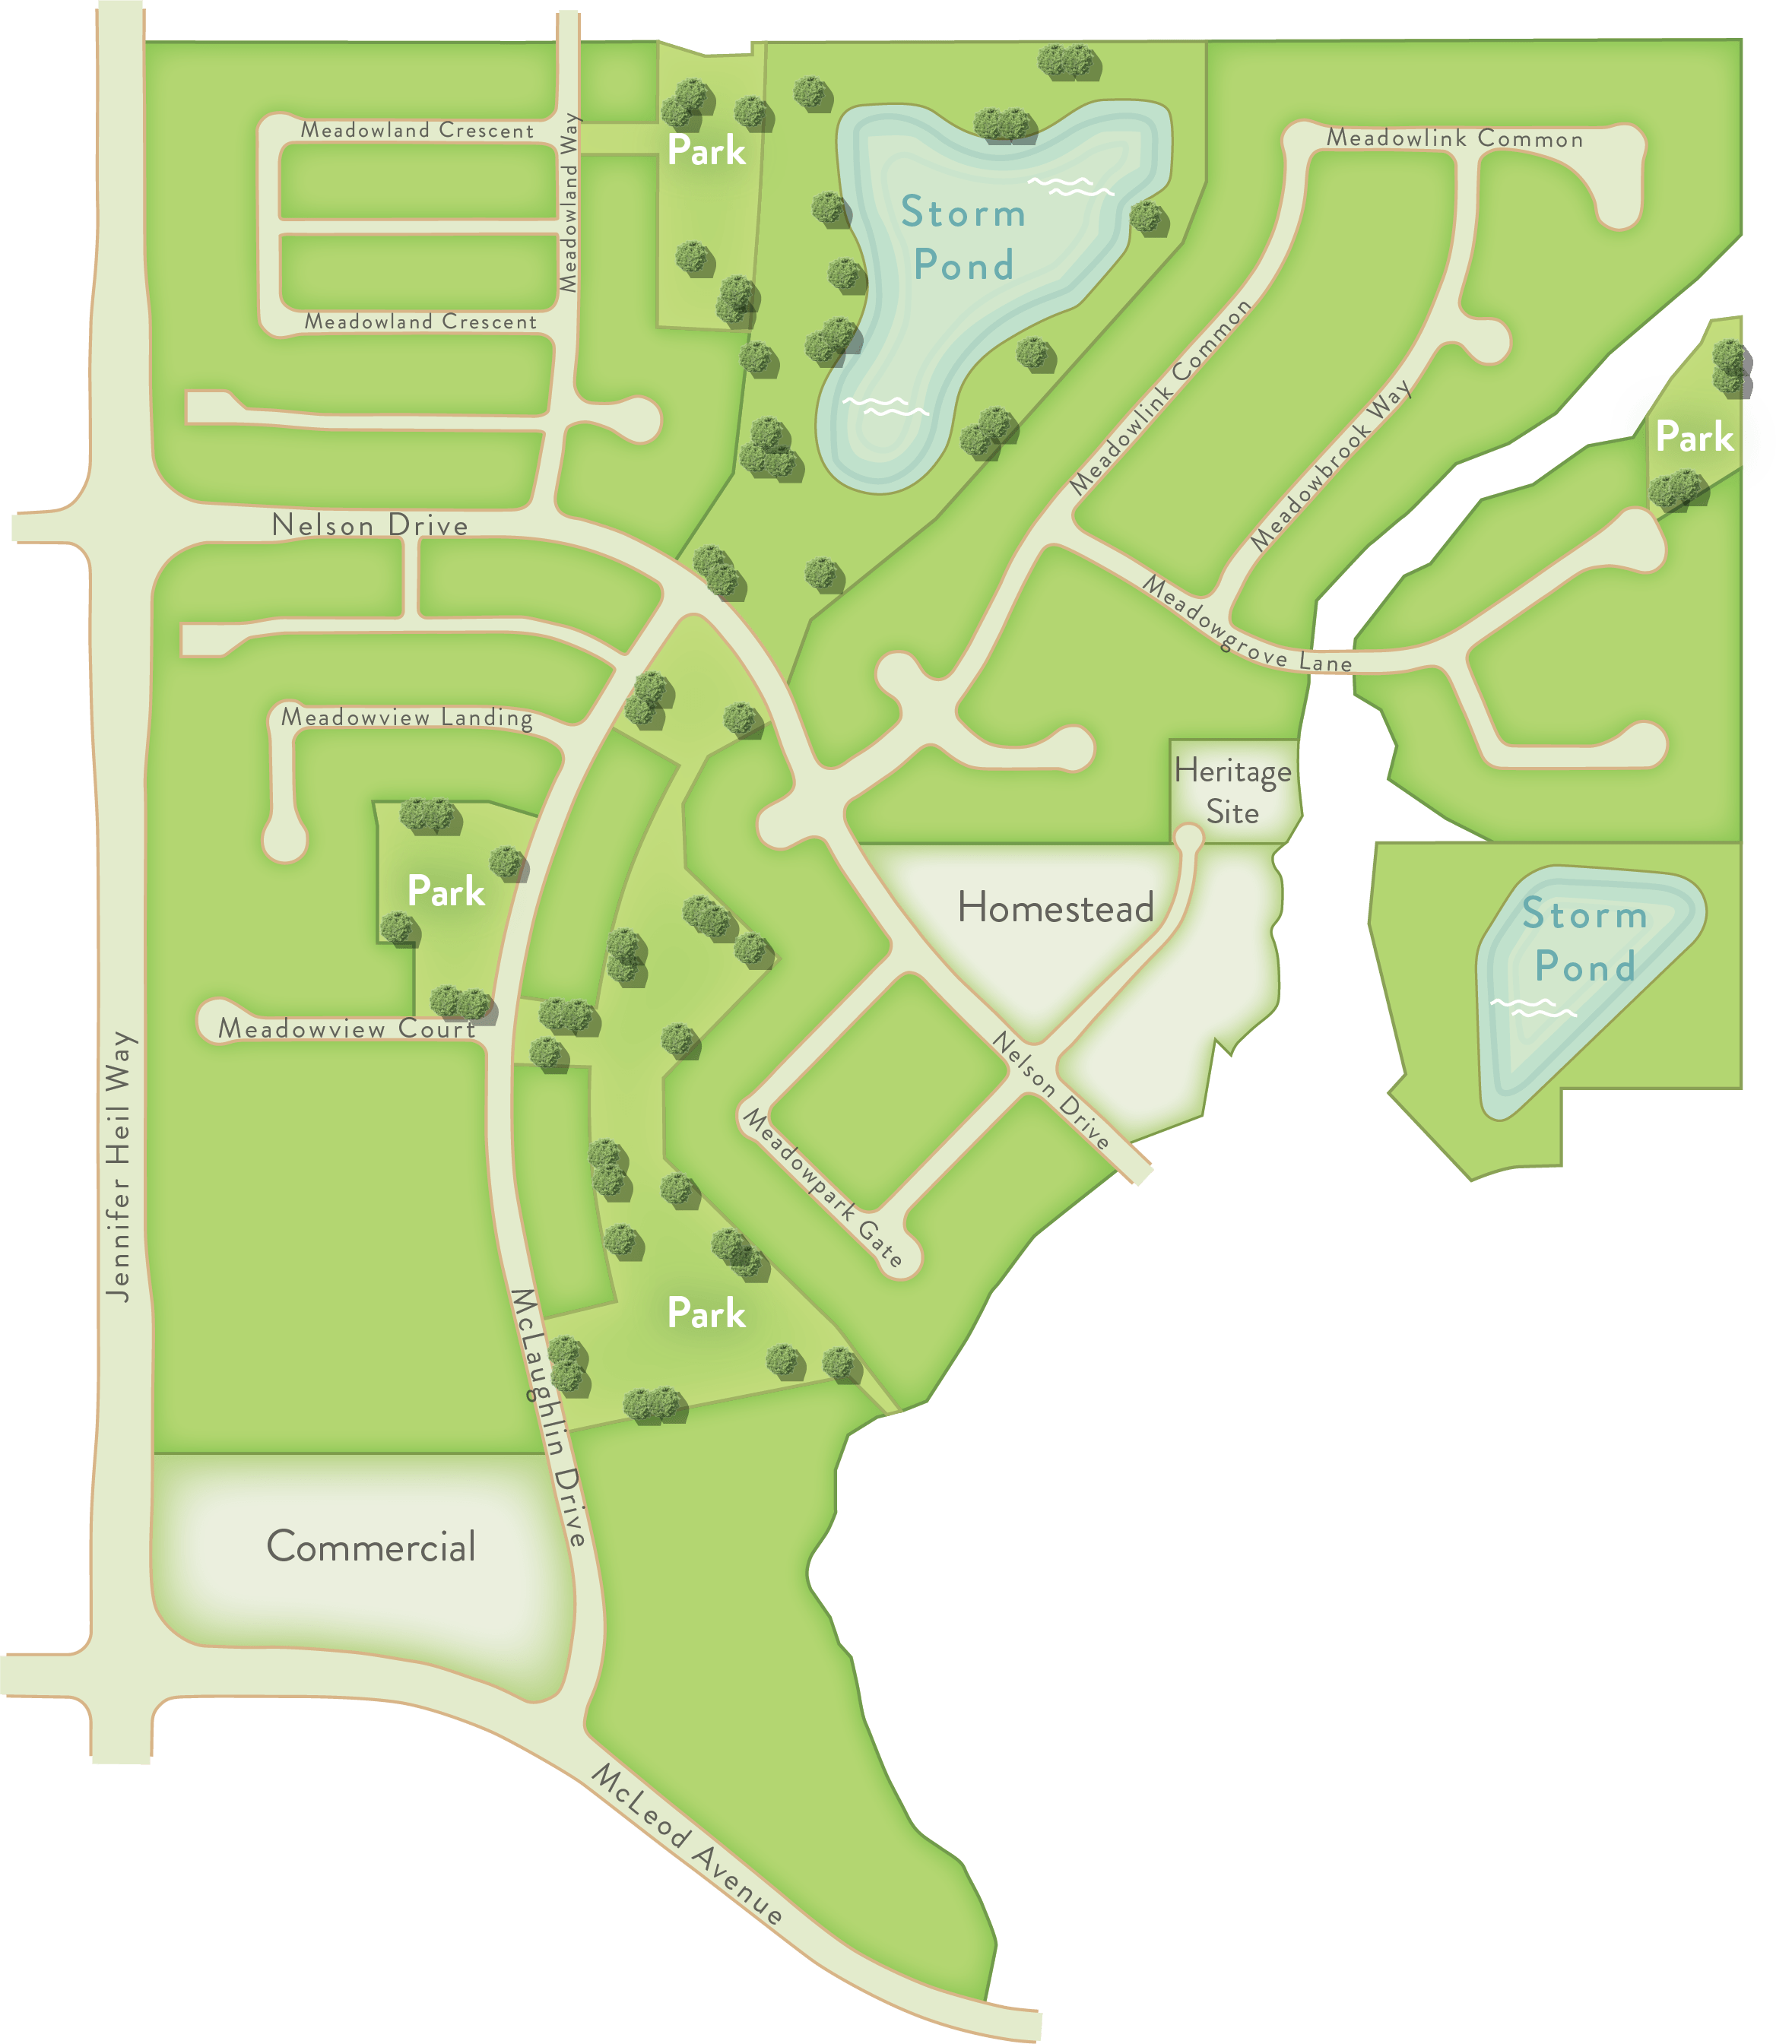 Meadowland Crescent
Meadowland Way
Park
Meadowlink Common
Storm
Pond
Meadowland Crescent
Meadowlink Common
Meadowbrook Way
Park
Nelson Drive
Meadowgrove Lane
Meadowview Landing
Heritage
Site
Park
Homestead
Storm
Pond
Meadowview Court
Nelson Drive
Jennifer Heil Way
Meadowpark Gate
Park
McLaughlin Drive
Commercial
McLeod Avenue